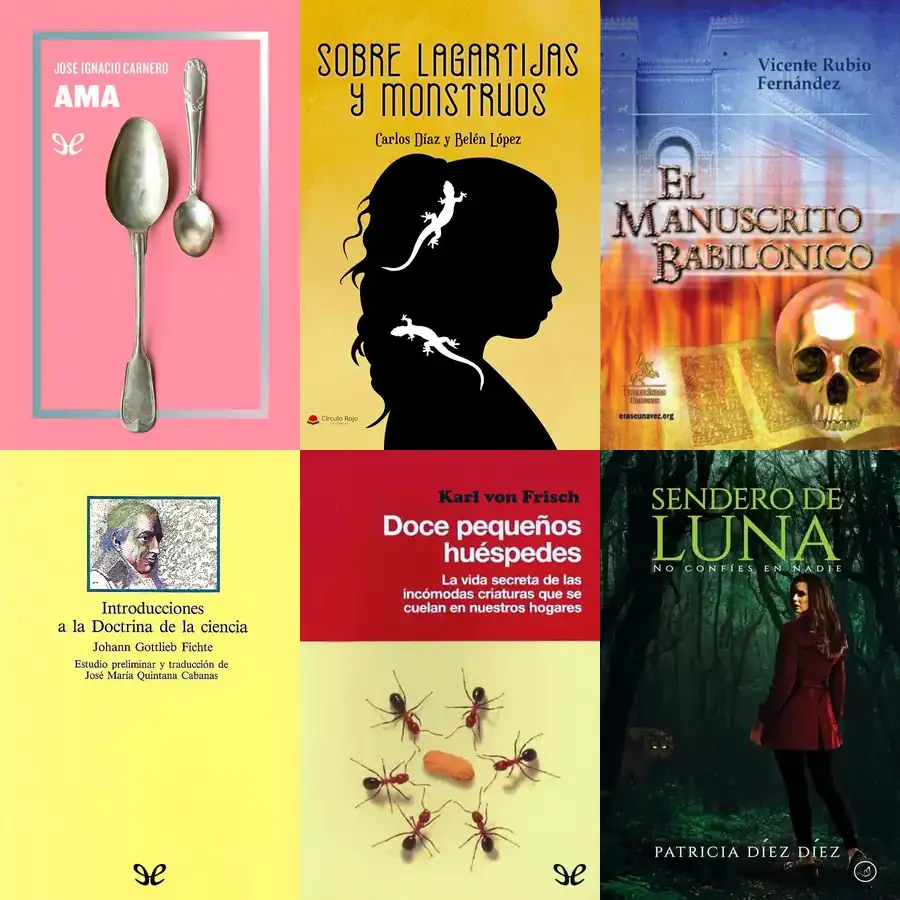 JOSÉ IGNACIO CARNERO
AMA
SOBRE LAGARTIJAS
Y MONSTRUOS
Carlos Díaz y Belén López
Círculo Rojo
Vicente Rubio
Fernández
EL
MANUSCRITO
BABILÓNICO
eraseunavez.org
Introducciones
a la Doctrina de la ciencia
Johann Gottlieb Fichte
Estudio preliminar y traducción de
José María Quintana Cabanas
Karl von Frisch
Doce pequeños
huéspedes
La vida secreta de las
incómodas criaturas que se
cuelan en nuestros hogares
SENDERO DE
LUNA
NO CONFÍES EN NADIE
PATRICIA DÍEZ DÍEZ